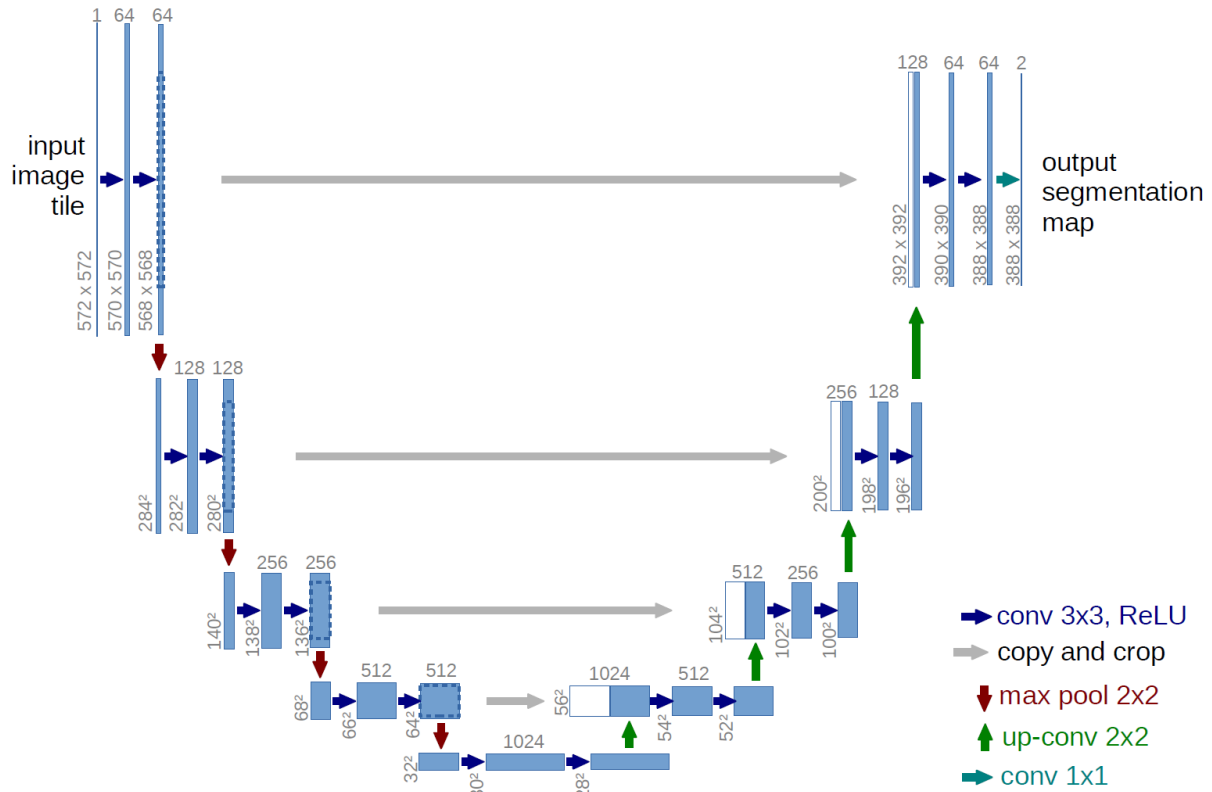 1 64 64
input
image
tile
572 x 572
570 x 570
568 x 568
128 64 64 2
output
segmentation
map
392 x 392
390 x 390
388 x 388
388 x 388
128 128
284²
282²
280²
256 128
200²
198²
196²
256 256
140²
138²
136²
512 256
104²
102²
100²
512 512
68²
66²
64²
1024 512
56²
54²
52²
1024
32²
30²
28²
conv 3x3, ReLU
copy and crop
max pool 2x2
up-conv 2x2
conv 1x1